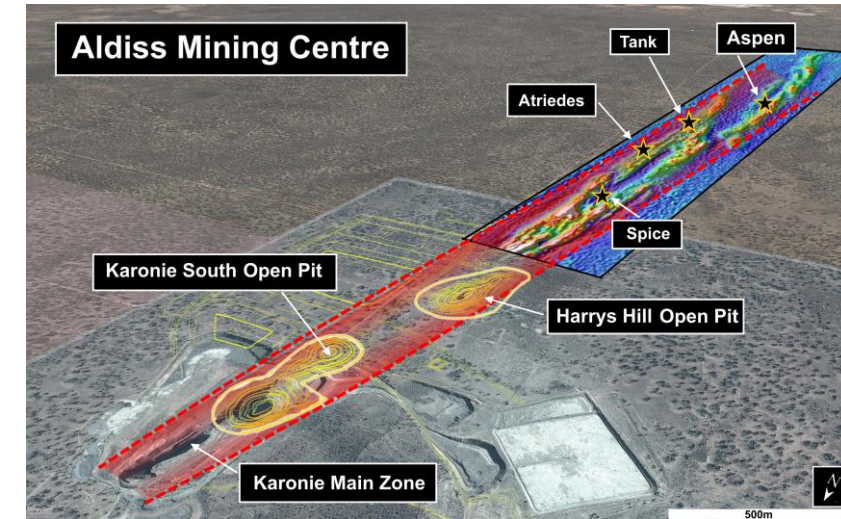 Aldiss Mining Centre
Tank
Aspen
Atriedes
Spice
Karonie South Open Pit
Harrys Hill Open Pit
Karonie Main Zone
N
500m